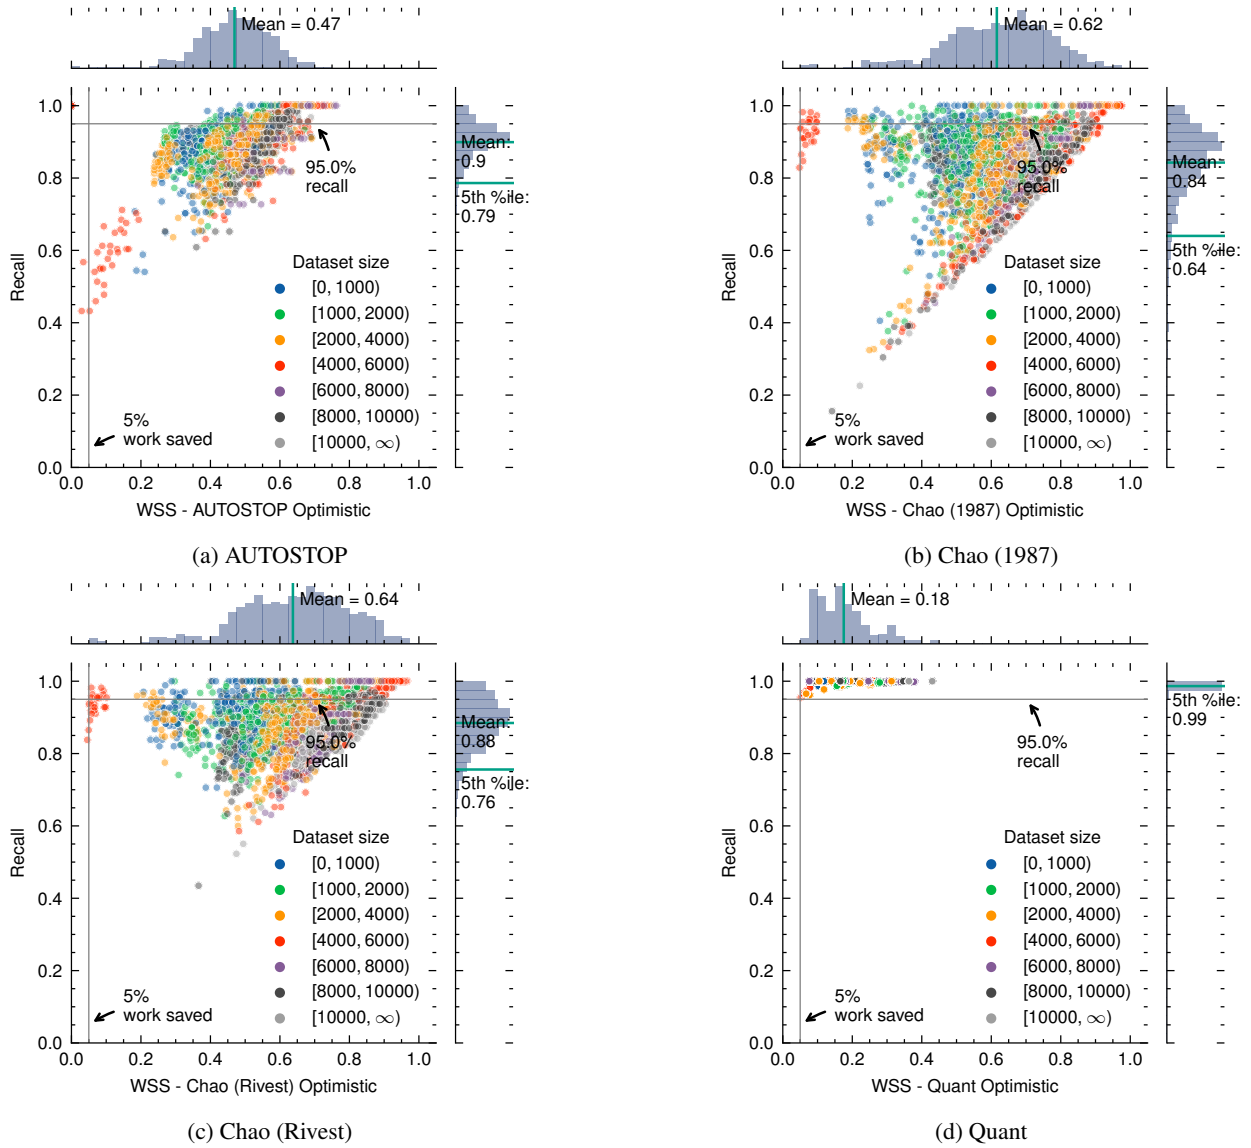 Mean = 0.47
1.0
0.8
0.6
0.4
0.2
0.0
Recall
95.0%
recall
Mean:
0.9
5th %ile:
0.79
Dataset size
[0, 1000)
[1000, 2000)
[2000, 4000)
[4000, 6000)
[6000, 8000)
[8000, 10000)
[10000, ∞)
5%
work saved
0.0 0.2 0.4 0.6 0.8 1.0
WSS - AUTOSTOP Optimistic
(a) AUTOSTOP
Mean = 0.62
1.0
0.8
0.6
0.4
0.2
0.0
Recall
95.0%
recall
Mean:
0.84
5th %ile:
0.64
Dataset size
[0, 1000)
[1000, 2000)
[2000, 4000)
[4000, 6000)
[6000, 8000)
[8000, 10000)
[10000, ∞)
5%
work saved
0.0 0.2 0.4 0.6 0.8 1.0
WSS - Chao (1987) Optimistic
(b) Chao (1987)
Mean = 0.64
1.0
0.8
0.6
0.4
0.2
0.0
Recall
95.0%
recall
Mean:
0.88
5th %ile:
0.76
Dataset size
[0, 1000)
[1000, 2000)
[2000, 4000)
[4000, 6000)
[6000, 8000)
[8000, 10000)
[10000, ∞)
5%
work saved
0.0 0.2 0.4 0.6 0.8 1.0
WSS - Chao (Rivest) Optimistic
(c) Chao (Rivest)
Mean = 0.18
1.0
0.8
0.6
0.4
0.2
0.0
Recall
95.0%
recall
5th %ile:
0.99
Dataset size
[0, 1000)
[1000, 2000)
[2000, 4000)
[4000, 6000)
[6000, 8000)
[8000, 10000)
[10000, ∞)
5%
work saved
0.0 0.2 0.4 0.6 0.8 1.0
WSS - Quant Optimistic
(d) Quant